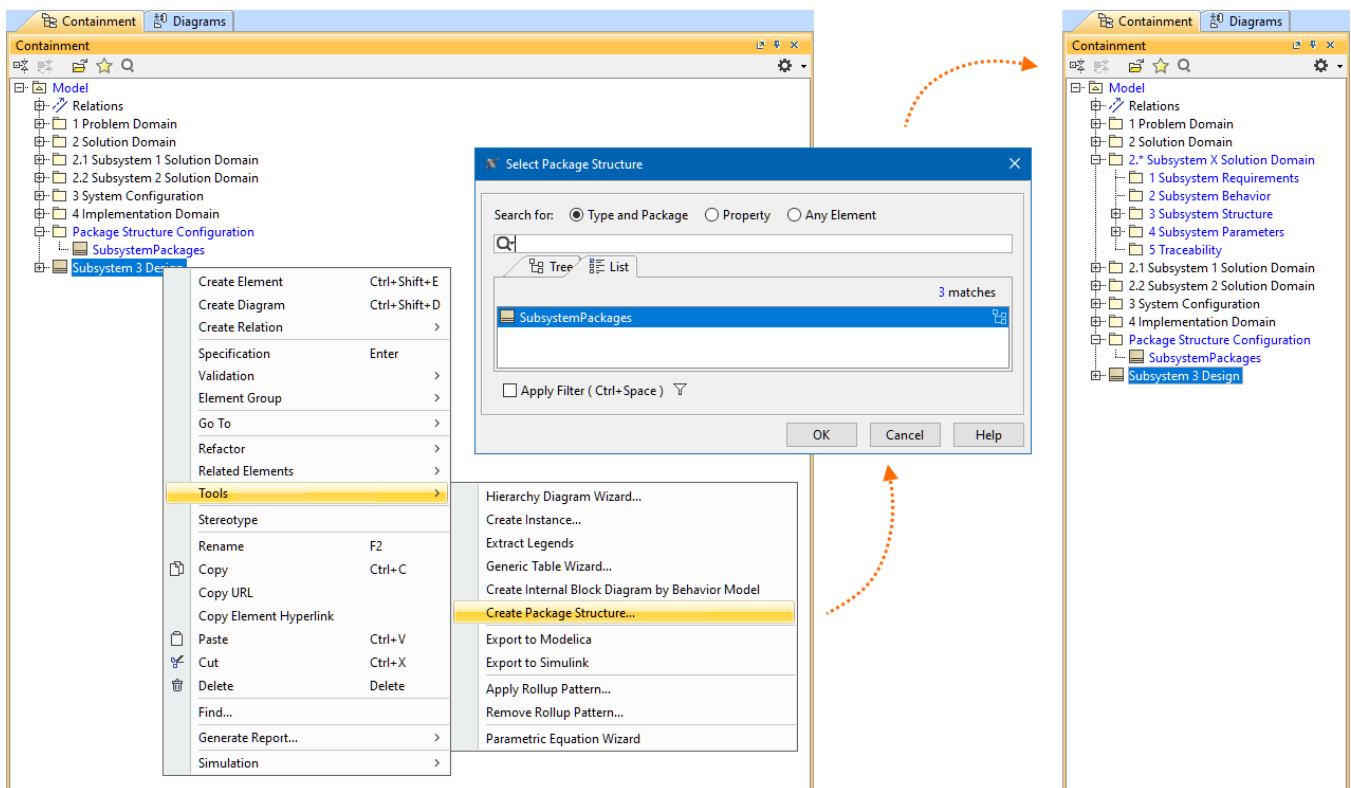 Containment
Diagrams
Containment
Model
Relations
1 Problem Domain
2 Solution Domain
2.1 Subsystem 1 Solution Domain
2.2 Subsystem 2 Solution Domain
3 System Configuration
4 Implementation Domain
Package Structure Configuration
SubsystemPackages
Subsystem 3 Design
Create Element Ctrl+Shift+E
Create Diagram Ctrl+Shift+D
Create Relation
Specification Enter
Validation
Element Group
Go To
Refactor
Related Elements
Tools
Stereotype
Rename F2
Copy Ctrl+C
Copy URL
Copy Element Hyperlink
Paste Ctrl+V
Cut Ctrl+X
Delete Delete
Find...
Generate Report...
Simulation
Hierarchy Diagram Wizard...
Create Instance...
Extract Legends
Generic Table Wizard...
Create Internal Block Diagram by Behavior Model
Create Package Structure...
Export to Modelica
Export to Simulink
Apply Rollup Pattern...
Remove Rollup Pattern...
Parametric Equation Wizard
Select Package Structure
Search for: Type and Package Property Any Element
Tree List
3 matches
SubsystemPackages
Apply Filter ( Ctrl+Space )
OK Cancel Help
Containment
Diagrams
Containment
Model
Relations
1 Problem Domain
2 Solution Domain
2.* Subsystem X Solution Domain
1 Subsystem Requirements
2 Subsystem Behavior
3 Subsystem Structure
4 Subsystem Parameters
5 Traceability
2.1 Subsystem 1 Solution Domain
2.2 Subsystem 2 Solution Domain
3 System Configuration
4 Implementation Domain
Package Structure Configuration
SubsystemPackages
Subsystem 3 Design